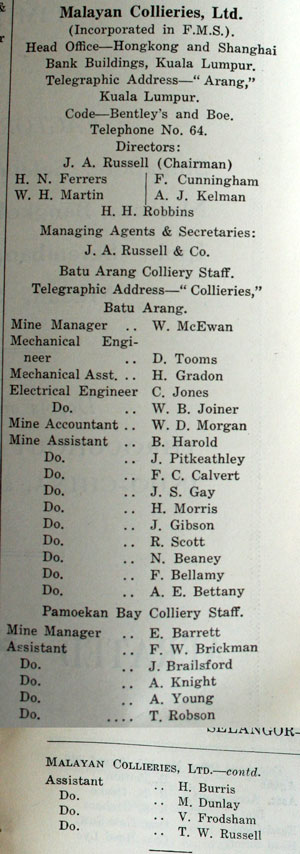 Malayan Collieries, Ltd.
(Incorporated in F.M.S.).
Head Office—Hongkong and Shanghai
Bank Buildings, Kuala Lumpur.
Telegraphic Address—"Arang,"
Kuala Lumpur.
Code—Bentley's and Boe.
Telephone No. 64.
Directors:
J. A. Russell (Chairman)
H. N. Ferrers F. Cunningham
W. H. Martin A. J. Kelman
H. H. Robbins
Managing Agents & Secretaries:
J. A. Russell & Co.
Batu Arang Colliery Staff.
Telegraphic Address—"Collieries,"
Batu Arang.
Mine Manager .. W. McEwan
Mechanical Engi-
neer .. D. Tooms
Mechanical Asst. .. H. Gradon
Electrical Engineer C. Jones
Do. .. W. B. Joiner
Mine Accountant .. W. D. Morgan
Mine Assistant .. B. Harold
Do. .. J. Pitkeathley
Do. .. F. C. Calvert
Do. .. J. S. Gay
Do. .. H. Morris
Do. .. J. Gibson
Do. .. R. Scott
Do. .. N. Beaney
Do. .. F. Bellamy
Do. .. A. E. Bettany
Pamoekan Bay Colliery Staff.
Mine Manager .. E. Barrett
Assistant .. F. W. Brickman
Do. .. J. Brailsford
Do. .. A. Knight
Do. .. A. Young
Do. .... T. Robson
SELANGOR—
MALAYAN COLLIERIES, LTD.—contd.
Assistant .. H. Burris
Do. .. M. Dunlay
Do. .. V. Frodsham
Do. .. T. W. Russell